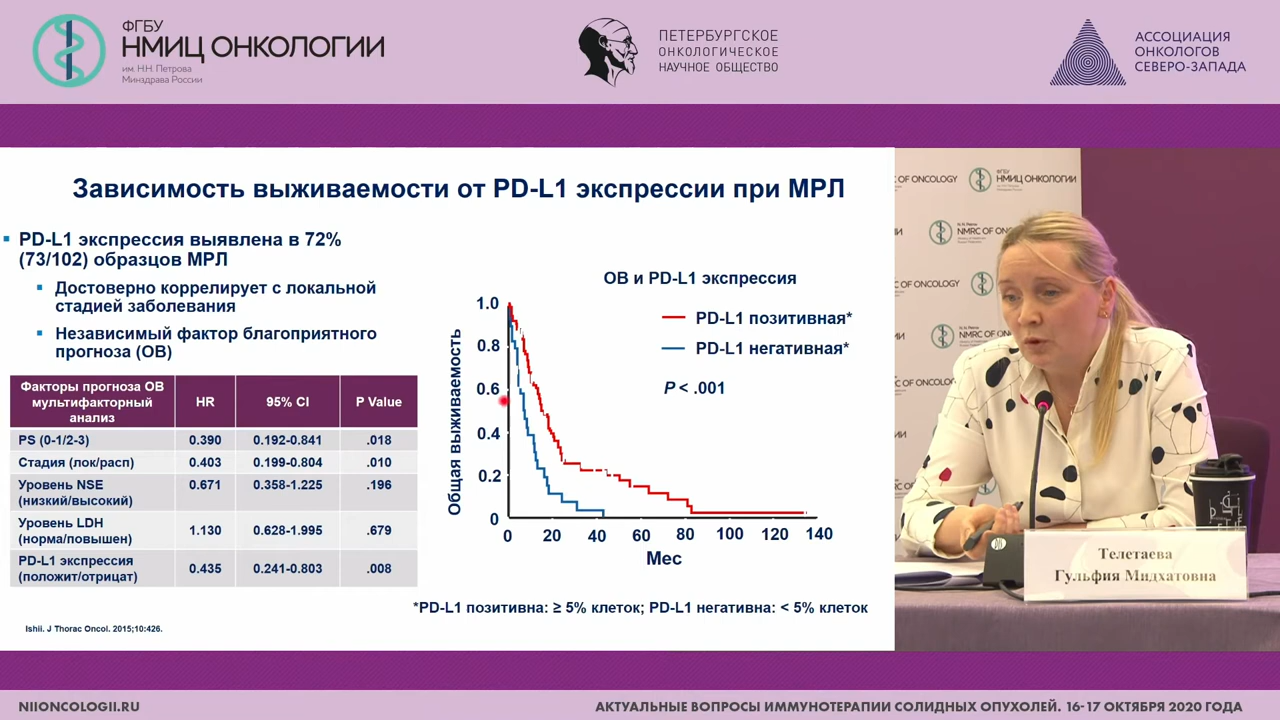 ФГБУ
НМИЦ ОНКОЛОГИИ
им. Н.Н. Петрова
Минздрава России
ПЕТЕРБУРГСКОЕ
ОНКОЛОГИЧЕСКОЕ
НАУЧНОЕ ОБЩЕСТВО
АССОЦИАЦИЯ
ОНКОЛОГОВ
СЕВЕРО-ЗАПАДА
Зависимость выживаемости от PD-L1 экспрессии при МРЛ
PD-L1 экспрессия выявлена в 72%
(73/102) образцов МРЛ
Достоверно коррелирует с локальной
стадией заболевания
Независимый фактор благоприятного
прогноза (ОВ)
Факторы прогноза ОВ
мультифакторный
анализ
HR
95% CI
P Value
PS (0-1/2-3)
0.390
0.192-0.841
.018
Стадия (лок/расп)
0.403
0.199-0.804
.010
Уровень NSE
(низкий/высокий)
0.671
0.358-1.225
.196
Уровень LDH
(норма/повышен)
1.130
0.628-1.995
.679
PD-L1 экспрессия
(положит/отрицат)
0.435
0.241-0.803
.008
Ishii. J Thorac Oncol. 2015;10:426.
ОВ и PD-L1 экспрессия
PD-L1 позитивная*
PD-L1 негативная*
P < .001
Общая выживаемость
1.0
0.8
0.6
0.4
0.2
0
0 20 40 60 80 100 120 140
Мес
*PD-L1 позитивна: ≥ 5% клеток; PD-L1 негативна: < 5% клеток
C OF ONCOLOGY
ФГБУ
НМИЦ ОНКОЛОГИИ
NMRC OF ONCOLOGY
NMRC OF ON
Телетаева
Гульфия Мидхатовна
NIIONCOLOGII.RU
АКТУАЛЬНЫЕ ВОПРОСЫ ИММУНОТЕРАПИИ СОЛИДНЫХ ОПУХОЛЕЙ. 16-17 ОКТЯБРЯ 2020 ГОДА